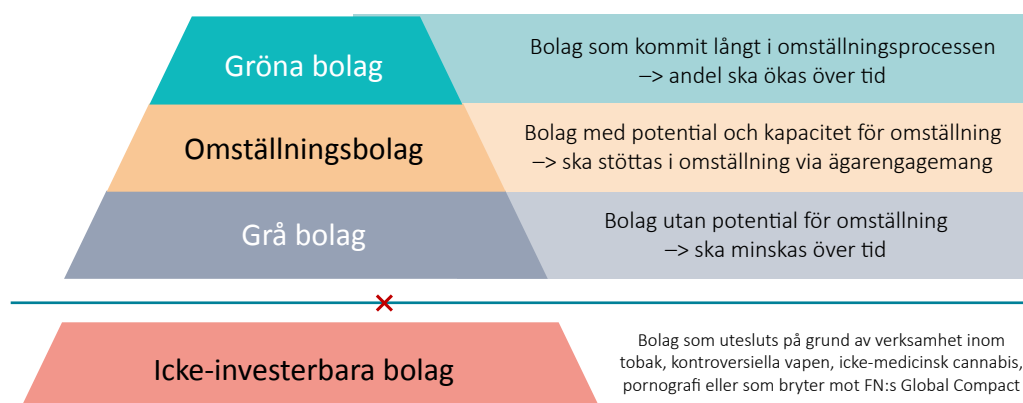 Gröna bolag
Bolag som kommit långt i omställningsprocessen
–> andel ska ökas över tid
Omställningsbolag
Bolag med potential och kapacitet för omställning
–> ska stöttas i omställning via ägarengagemang
Grå bolag
Bolag utan potential för omställning
–> ska minskas över tid
Icke-investerbara bolag
Bolag som utesluts på grund av verksamhet inom
tobak, kontroversiella vapen, icke-medicinsk cannabis,
pornografi eller som bryter mot FN:s Global Compact